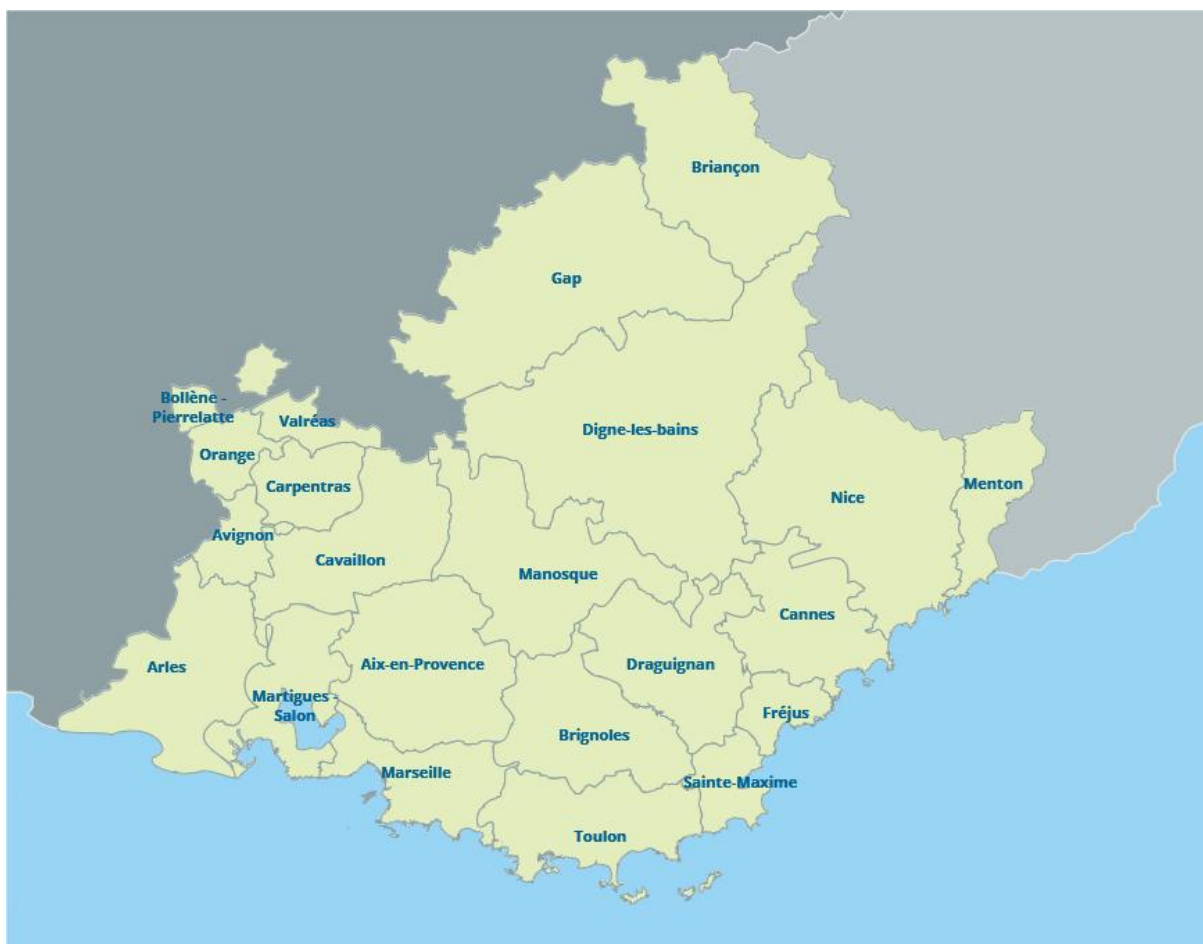 Briançon
Gap
Bollène -
Pierrelatte
Valréas
Digne-les-bains
Orange
Carpentras
Menton
Nice
Avignon
Cavaillon
Manosque
Cannes
Arles
Aix-en-Provence
Draguignan
Martigues -
Salon
Fréjus
Brignoles
Marseille
Sainte-Maxime
Toulon